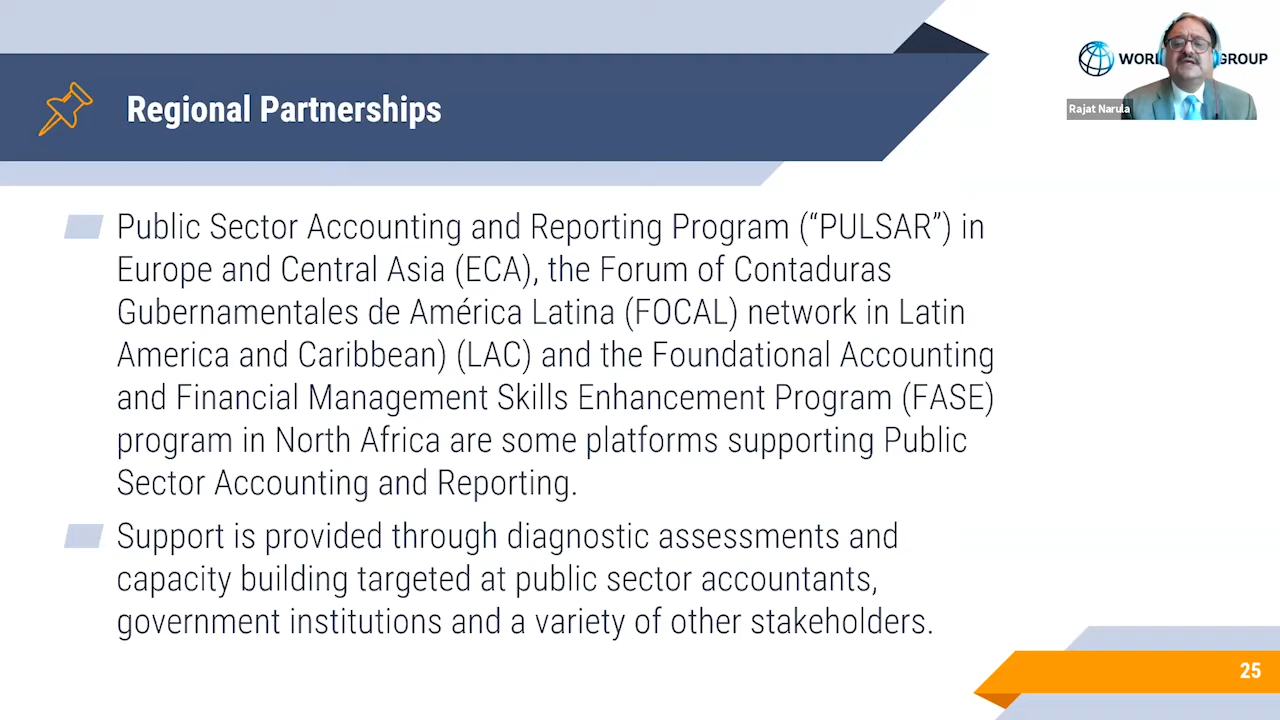 Regional Partnerships
WORL
GROUP
Rajat Narula
Public Sector Accounting and Reporting Program (“PULSAR”) in
Europe and Central Asia (ECA), the Forum of Contaduras
Gubernamentales de América Latina (FOCAL) network in Latin
America and Caribbean) (LAC) and the Foundational Accounting
and Financial Management Skills Enhancement Program (FASE)
program in North Africa are some platforms supporting Public
Sector Accounting and Reporting.
Support is provided through diagnostic assessments and
capacity building targeted at public sector accountants,
government institutions and a variety of other stakeholders.
25